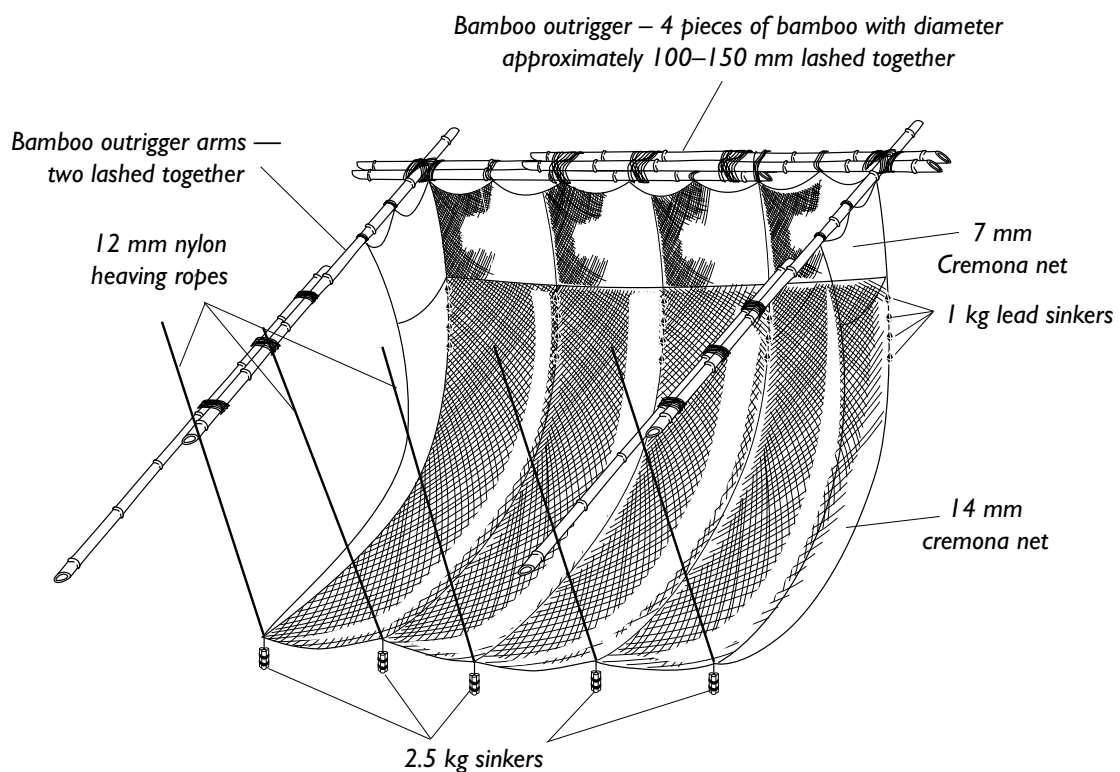 Bamboo outrigger – 4 pieces of bamboo with diameter
approximately 100–150 mm lashed together
Bamboo outrigger arms —
two lashed together
12 mm nylon
heaving ropes
7 mm
Cremona net
1 kg lead sinkers
14 mm
cremona net
2.5 kg sinkers